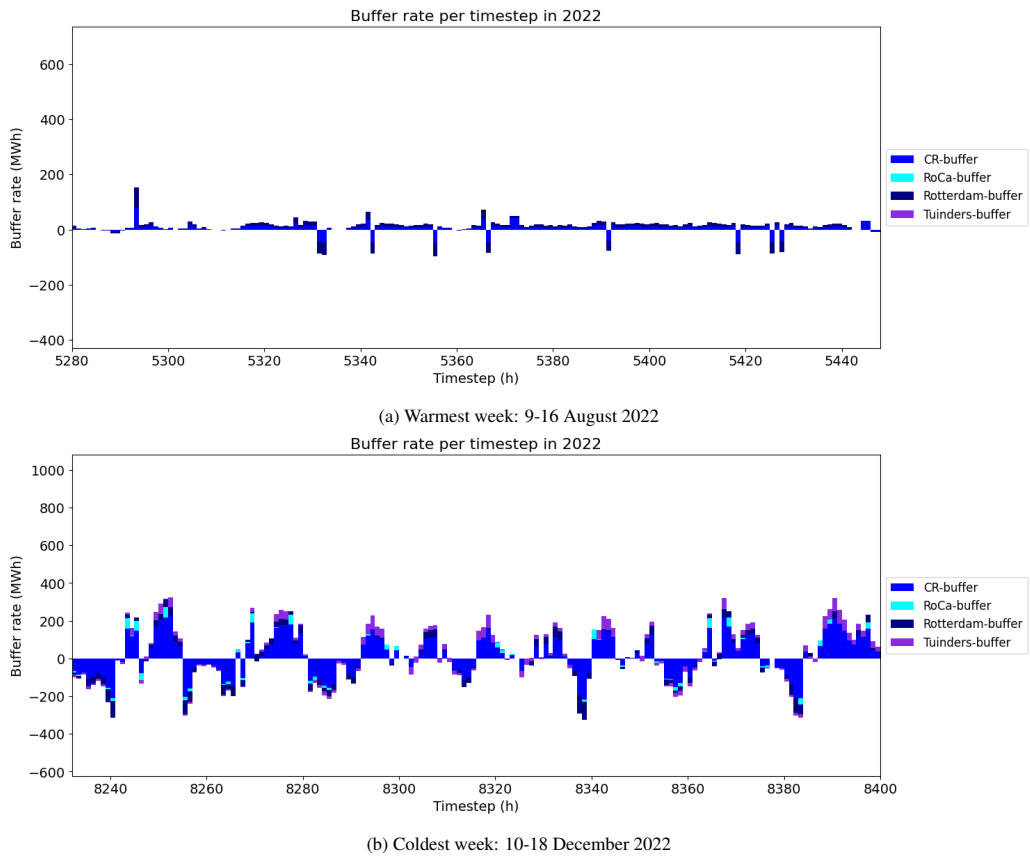 Buffer rate per timestep in 2022
Buffer rate (MWh)
600
400
200
0
−200
−400
5280 5300 5320 5340 5360 5380 5400 5420 5440
Timestep (h)
CR-buffer
RoCa-buffer
Rotterdam-buffer
Tuinders-buffer
(a) Warmest week: 9-16 August 2022
Buffer rate per timestep in 2022
Buffer rate (MWh)
1000
800
600
400
200
0
−200
−400
−600
8240 8260 8280 8300 8320 8340 8360 8380 8400
Timestep (h)
CR-buffer
RoCa-buffer
Rotterdam-buffer
Tuinders-buffer
(b) Coldest week: 10-18 December 2022